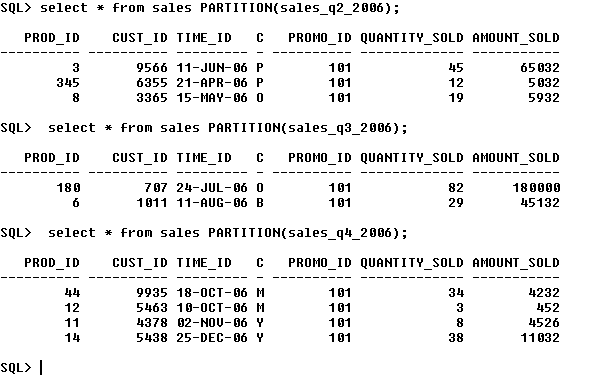 SQL> select * from sales PARTITION(sales_q2_2006);
PROD_ID CUST_ID TIME_ID C PROMO_ID QUANTITY_SOLD AMOUNT_SOLD
---------- ---------- --------- - ---------- ------------- -----------
3 9566 11-JUN-06 P 101 45 65032
345 6355 21-APR-06 P 101 12 5032
8 3365 15-MAY-06 O 101 19 5932
SQL> select * from sales PARTITION(sales_q3_2006);
PROD_ID CUST_ID TIME_ID C PROMO_ID QUANTITY_SOLD AMOUNT_SOLD
---------- ---------- --------- - ---------- ------------- -----------
180 707 24-JUL-06 O 101 82 180000
6 1011 11-AUG-06 B 101 29 45132
SQL> select * from sales PARTITION(sales_q4_2006);
PROD_ID CUST_ID TIME_ID C PROMO_ID QUANTITY_SOLD AMOUNT_SOLD
---------- ---------- --------- - ---------- ------------- -----------
44 9935 18-OCT-06 M 101 34 4232
12 5463 10-OCT-06 M 101 3 452
11 4378 02-NOV-06 Y 101 8 4526
14 5438 25-DEC-06 Y 101 38 11032
SQL>